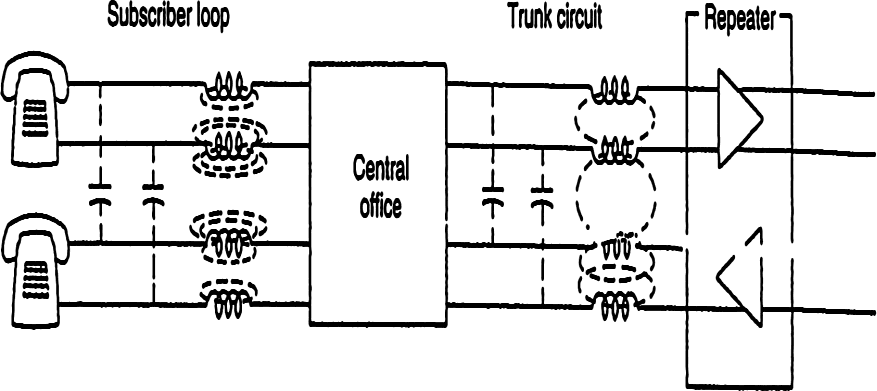 Subscriber loop
Trunk circuit
Repeater
Central
office